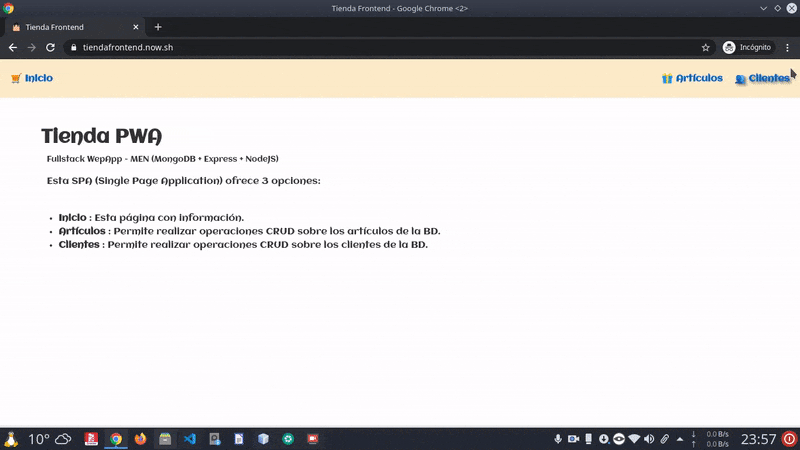 Tienda Frontend - Google Chrome <2>
Tienda Frontend
tiendafrontend.now.sh
Incógnito
Inicio
Artículos
Clientes
Tienda PWA
Fullstack WepApp - MEN (MongoDB + Express + NodeJS)
Esta SPA (Single Page Application) ofrece 3 opciones:
Inicio : Esta página con información.
Artículos : Permite realizar operaciones CRUD sobre los artículos de la BD.
Clientes : Permite realizar operaciones CRUD sobre los clientes de la BD.
10°
0.0 B/s
0.0 B/s
23:57